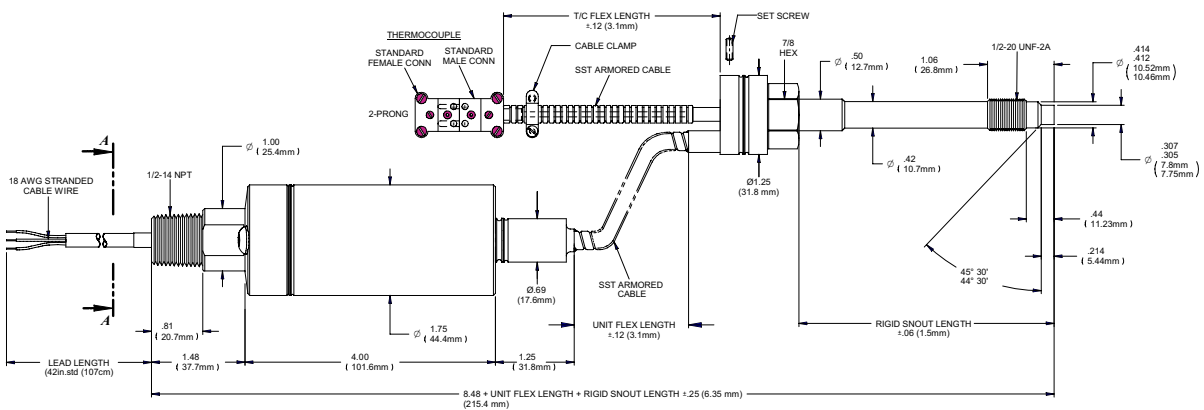 T/C FLEX LENGTH
±.12 (3.1mm)
SET SCREW
THERMOCOUPLE
STANDARD
FEMALE CONN
STANDARD
MALE CONN
CABLE CLAMP
SST ARMORED CABLE
2-PRONG
7/8
HEX
Ø .50
( 12.7mm )
1.06
(26.8mm )
1/2-20 UNF-2A
Ø .414
.412
( 10.52mm )
10.46mm
Ø .307
.305
( 7.8mm )
7.75mm
Ø .42
( 10.7mm )
Ø1.25
(31.8 mm)
.44
( 11.23mm )
.214
( 5.44mm )
45° 30'
44° 30'
A
18 AWG STRANDED
CABLE WIRE
1/2-14 NPT
Ø 1.00
( 25.4mm )
A
.81
( 20.7mm )
Ø.69
(17.6mm)
SST ARMORED
CABLE
Ø 1.75
( 44.4mm )
UNIT FLEX LENGTH
±.12 (3.1mm)
RIGID SNOUT LENGTH
±.06 (1.5mm)
LEAD LENGTH
(42in.std (107cm)
1.48
( 37.7mm )
4.00
( 101.6mm )
1.25
( 31.8mm )
8.48 + UNIT FLEX LENGTH + RIGID SNOUT LENGTH ±.25 (6.35 mm)
(215.4 mm)